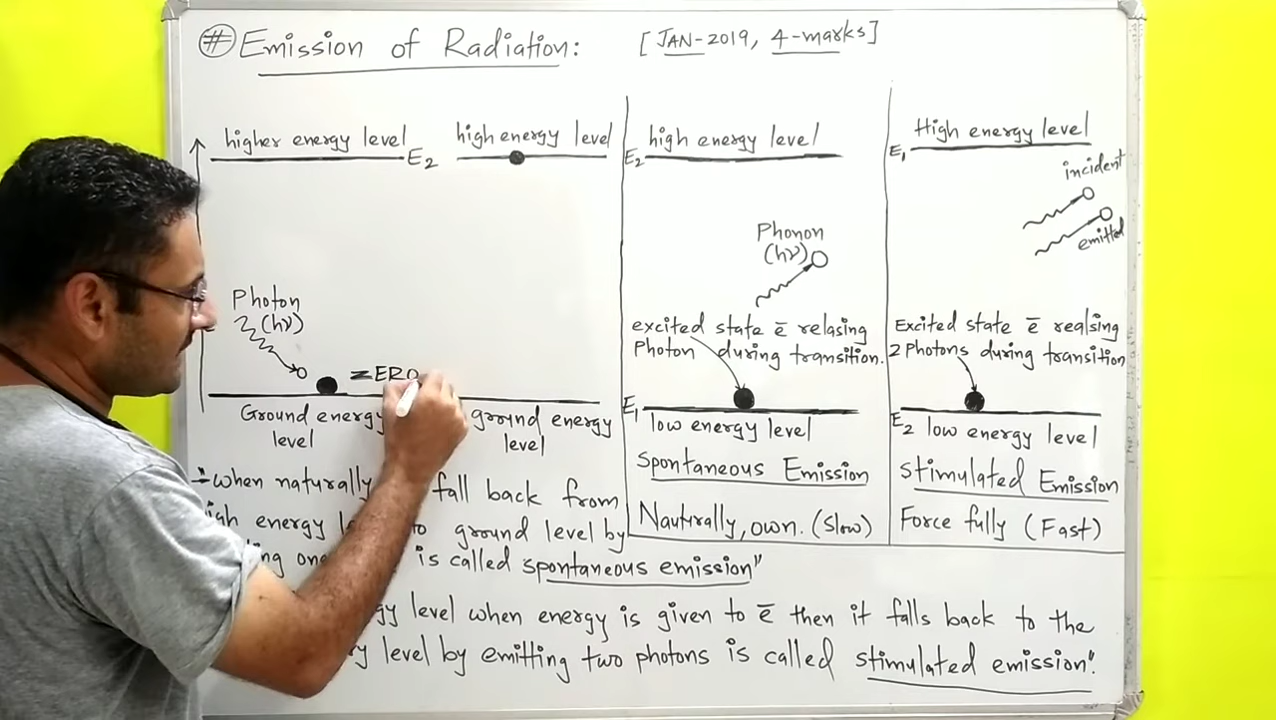 # Emission of Radiation: [JAN-2019, 4-marks]
higher energy level E2
high energy level
Photon
(hν)
ZERO
Ground energy
level
ground energy
level
E2 high energy level
Phonon
(hν)
excited state ē relasing
Photon during transition.
E1
low energy level
Spontaneous Emission
Nauturally, own. (Slow)
High energy level
E1
incident
emitted
Excited state ē realsing
2 Photons during transition
E2 low energy level
Stimulated Emission
Force fully (Fast)
"when naturally fall back from
energy to ground level by
is called spontaneous emission"
level when energy is given to ē then it falls back to the
level by emitting two photons is called stimulated emission".